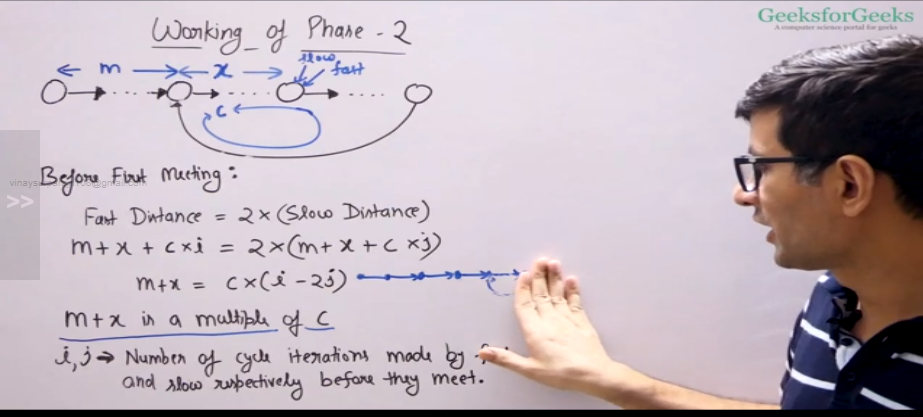 GeeksforGeeks
A computer science portal for geeks
Working of Phase - 2
slow
fast
m x
c
Before First Meeting:
>>
Fast Distance = 2 × (Slow Distance)
m + x + c × i = 2 × (m + x + c × j)
m + x = c × (i - 2j)
m + x is a multiple of C
i, j → Number of cycle iterations made by
and slow respectively before they meet.